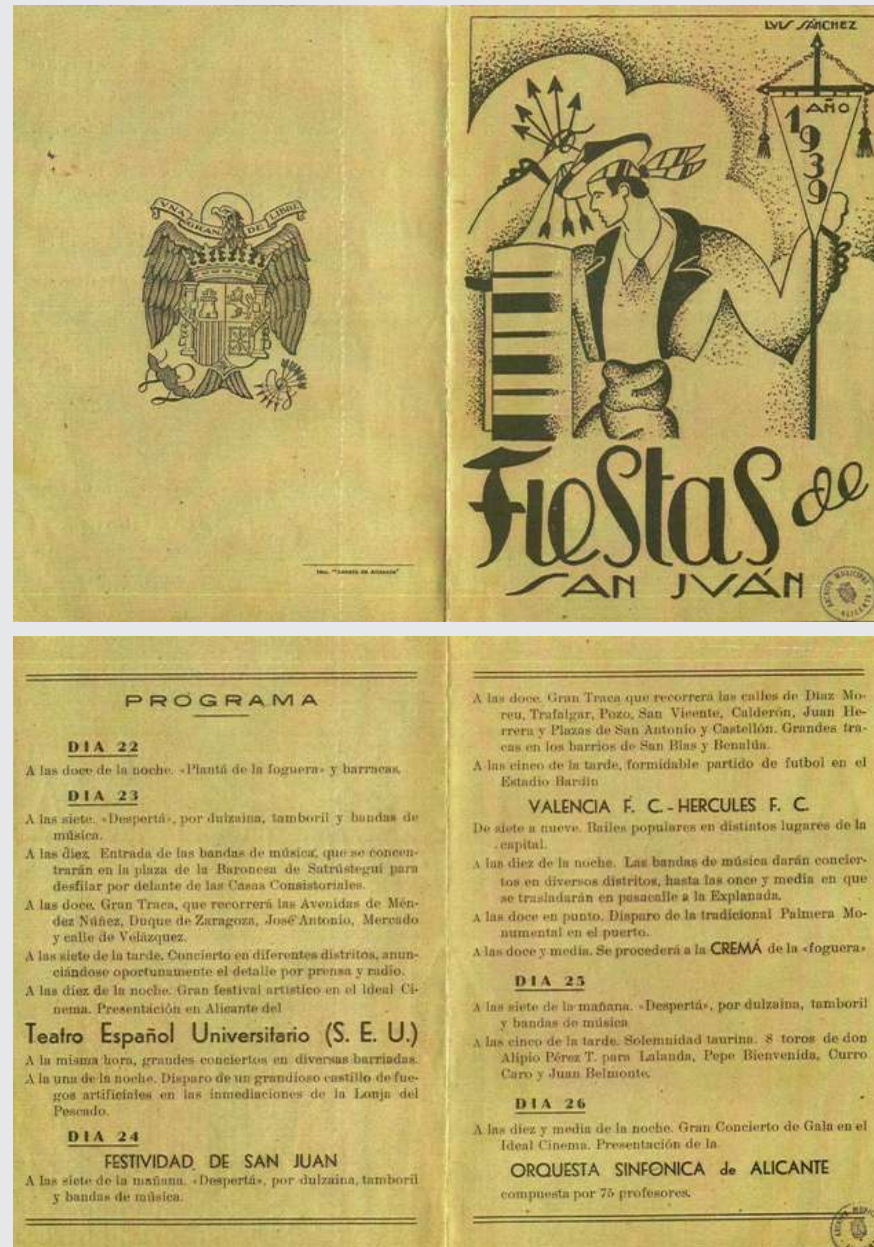 UNA
GRANDE
LIBRE
Imp. "Gaceta de Alicante"
LVIS SÁNCHEZ
AÑO
1939
FieStaS de
SAN JVÁN
ARCHIVO MUNICIPAL
ALICANTE
PROGRAMA
DIA 22
A las doce de la noche. «Plantá de la foguera» y barracas.
DIA 23
A las siete. «Despertá», por dulzaina, tamboril y bandas de
música.
A las diez. Entrada de las bandas de música, que se concen-
trarán en la plaza de la Baronesa de Satrústegui para
desfilar por delante de las Casas Consistoriales.
A las doce. Gran Traca, que recorrerá las Avenidas de Mén-
dez Núñez, Duque de Zaragoza, José Antonio, Mercado
y calle de Velázquez.
A las siete de la tarde. Concierto en diferentes distritos, anun-
ciándose oportunamente el detalle por prensa y radio.
A las diez de la noche. Gran festival artístico en el Ideal Ci-
nema. Presentación en Alicante del
Teatro Español Universitario (S. E. U.)
A la misma hora, grandes conciertos en diversas barriadas.
A la una de la noche. Disparo de un grandioso castillo de fue-
gos artificiales en las inmediaciones de la Lonja del
Pescado.
DIA 24
FESTIVIDAD DE SAN JUAN
A las siete de la mañana. «Despertá», por dulzaina, tamboril
y bandas de música.
A las doce. Gran Traca que recorrerá las calles de Díaz Mo-
reu, Trafalgar, Pozo, San Vicente, Calderón, Juan He-
rrera y Plazas de San Antonio y Castellón. Grandes tra-
cas en los barrios de San Blas y Benalúa.
A las cinco de la tarde, formidable partido de futbol en el
Estadio Bardín
VALENCIA F. C. - HERCULES F. C.
De siete a nueve. Bailes populares en distintos lugares de la
capital.
A las diez de la noche. Las bandas de música darán concier-
tos en diversos distritos, hasta las once y media en que
se trasladarán en pasacalle a la Explanada.
A las doce en punto. Disparo de la tradicional Palmera Mo-
numental en el puerto.
A las doce y media. Se procederá a la CREMÁ de la «foguera»
DIA 25
A las siete de la mañana. «Despertá», por dulzaina, tamboril
y bandas de música
A las cinco de la tarde. Solemnidad taurina. 8 toros de don
Alipio Pérez T. para Lalanda, Pepe Bienvenida, Curro
Caro y Juan Belmonte.
DIA 26
A las diez y media de la noche. Gran Concierto de Gala en el
Ideal Cinema. Presentación de la
ORQUESTA SINFONICA de ALICANTE
compuesta por 75 profesores.